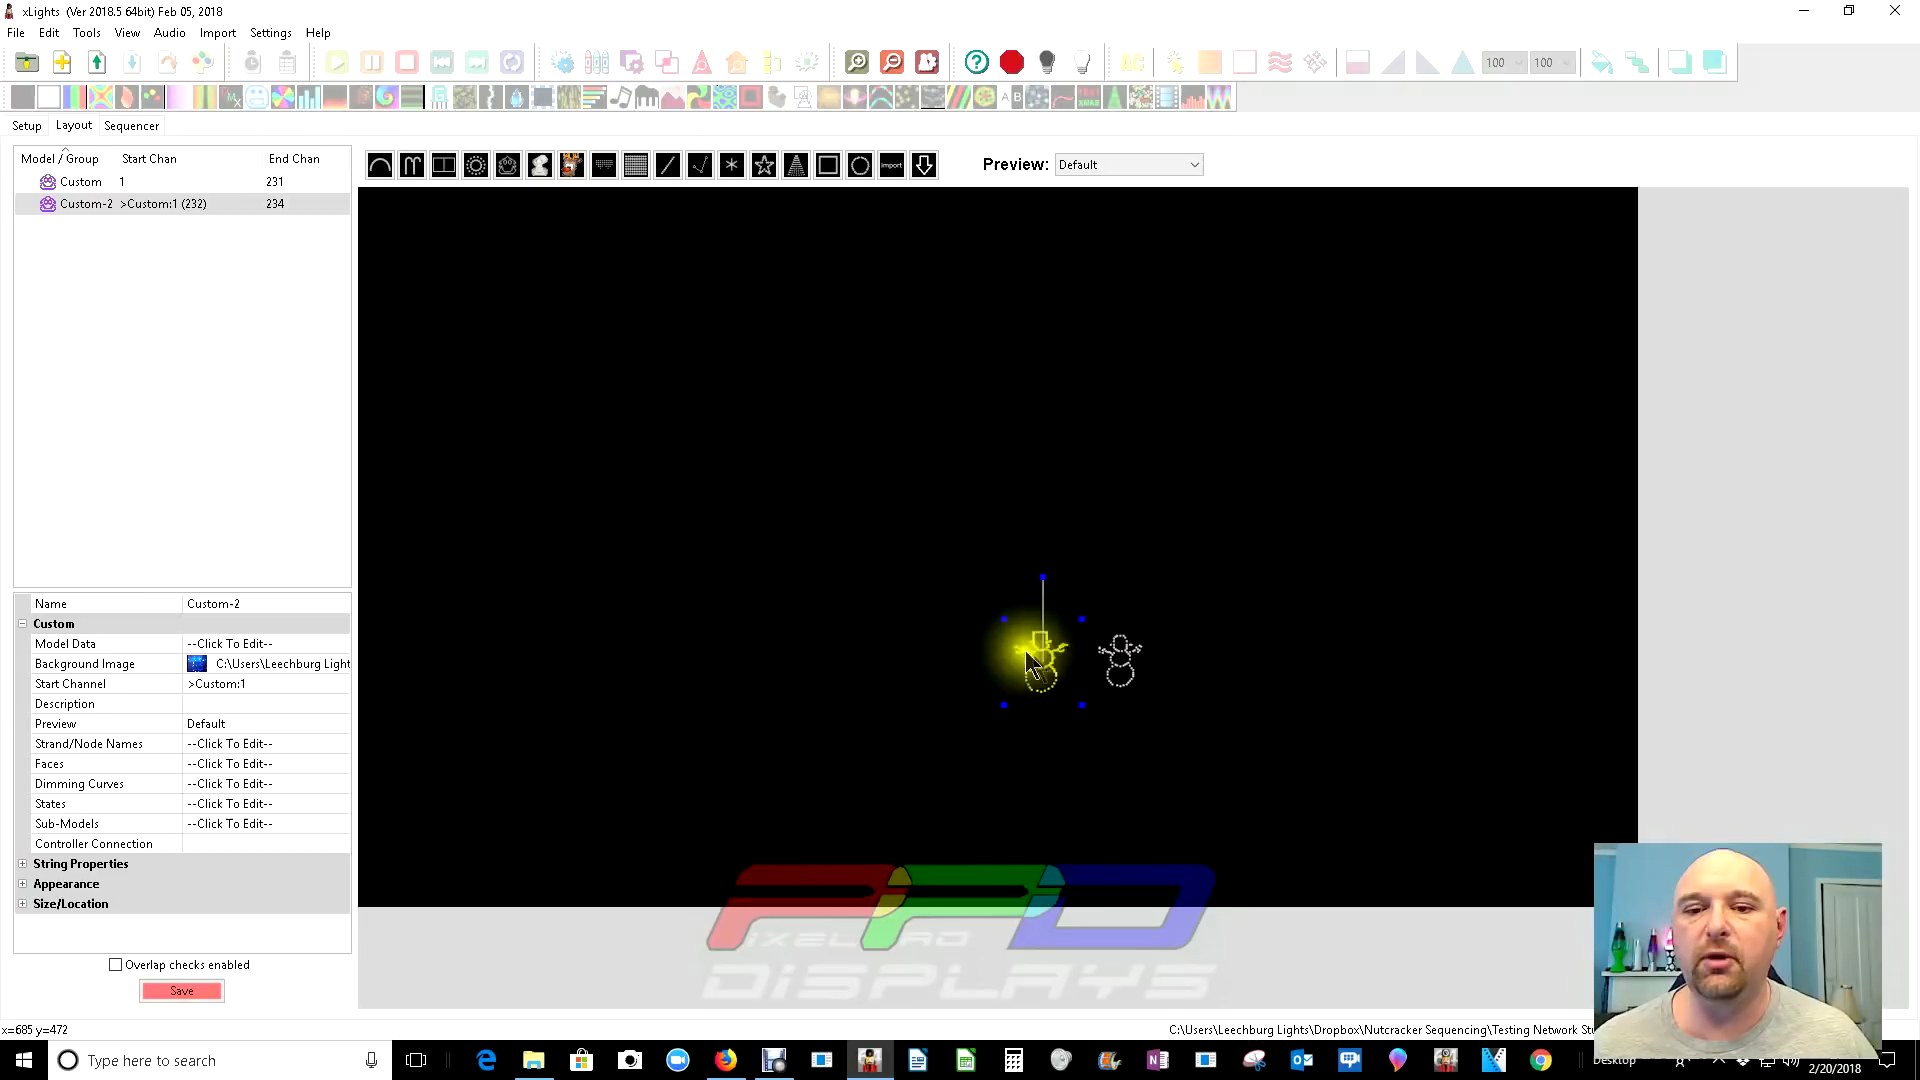 xLights (Ver 2018.5 64bit) Feb 05, 2018
File Edit Tools View Audio Import Settings Help
100 100
Setup Layout Sequencer
Model / Group Start Chan End Chan
Import
Preview: Default
Custom 1 231
Custom-2 >Custom:1 (232) 234
Name Custom-2
Custom
Model Data --Click To Edit--
Background Image C:\Users\Leechburg Light
Start Channel >Custom:1
Description
Preview Default
Strand/Node Names --Click To Edit--
Faces --Click To Edit--
Dimming Curves --Click To Edit--
States --Click To Edit--
Sub-Models --Click To Edit--
Controller Connection
String Properties
Appearance
Size/Location
PPD
DiSPLAYS
Overlap checks enabled
Save
x=685 y=472
C:\Users\Leechburg Lights\Dropbox\Nutcracker Sequencing\Testing Network Stu
Type here to search
Desktop
2/20/2018